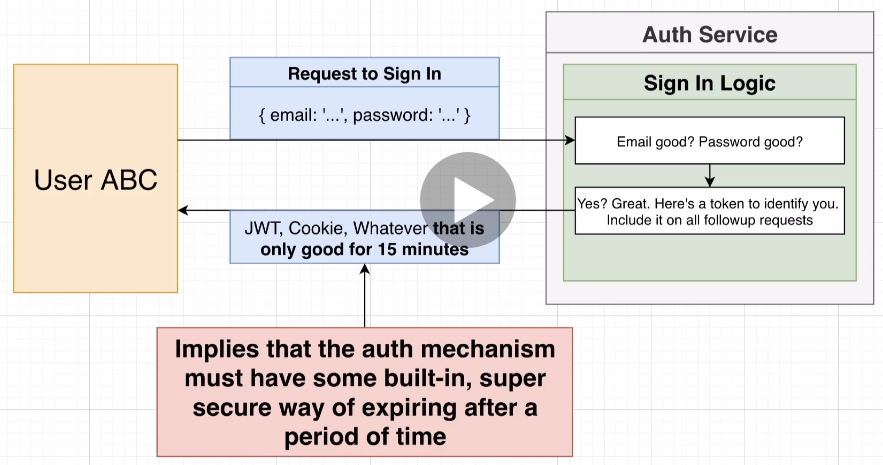 Auth Service
Request to Sign In
Sign In Logic
{ email: '...', password: '...' }
Email good? Password good?
User ABC
Yes? Great. Here's a token to identify you.
Include it on all followup requests
JWT, Cookie, Whatever that is
only good for 15 minutes
Implies that the auth mechanism
must have some built-in, super
secure way of expiring after a
period of time